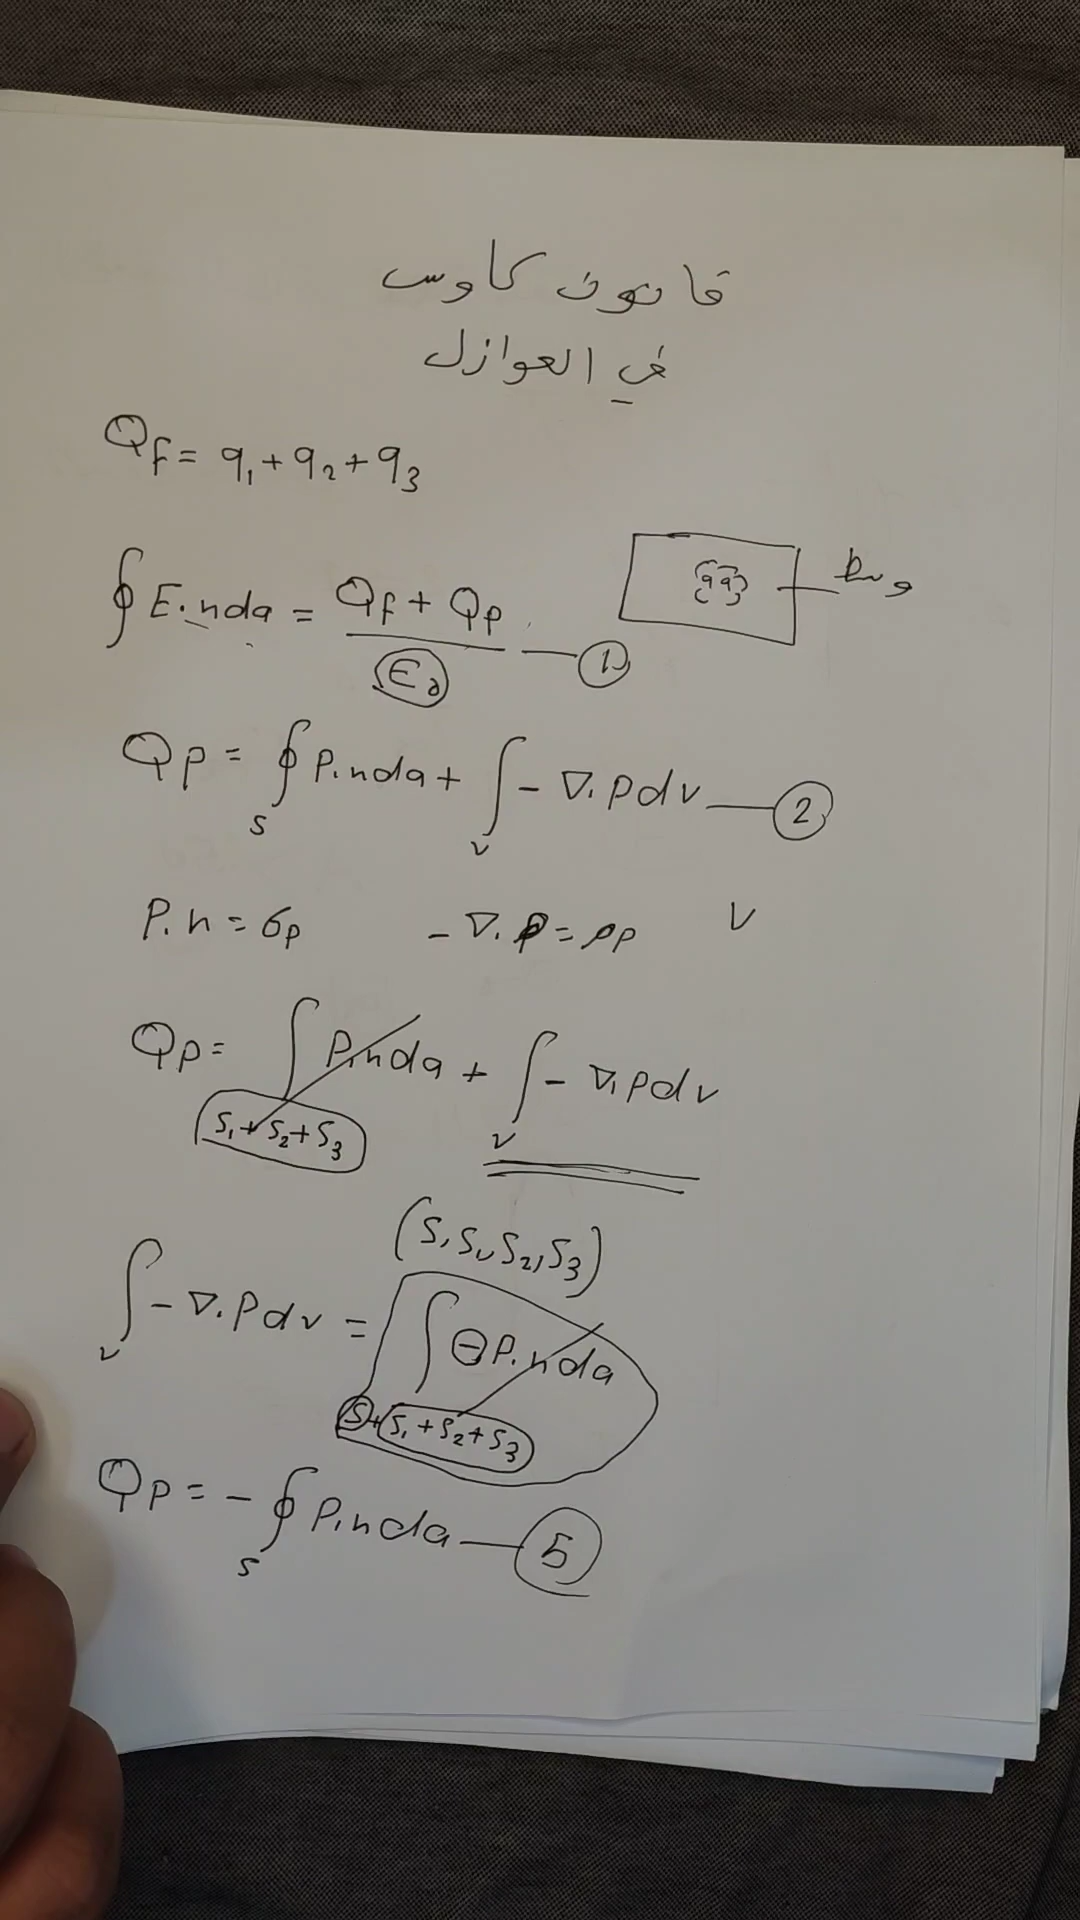 قانون كاوس
في العوازل
Qf = q₁ + q₂ + q₃
∮ E.nda = (Qf + Qp) / ε₀ — ①
وسط
q q
Qp = ∮s P.nda + ∫v - ∇.Pdv — ②
P.n = σp    - ∇.P = ρp    V
Qp = ∫s₁+s₂+s₃ P.nda + ∫v - ∇.Pdv
(S, S₁, S₂, S₃)
∫v - ∇.Pdv = ∫s+s₁+s₂+s₃ - P.nda
Qp = - ∮s P.nda — ⑤